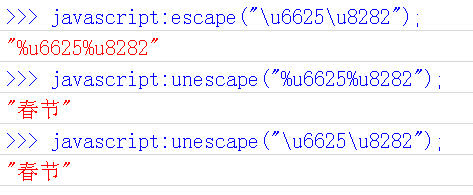 >>> javascript:escape("\u6625\u8282");
"%u6625%u8282"
>>> javascript:unescape("%u6625%u8282");
"春节"
>>> javascript:unescape("\u6625\u8282");
"春节"